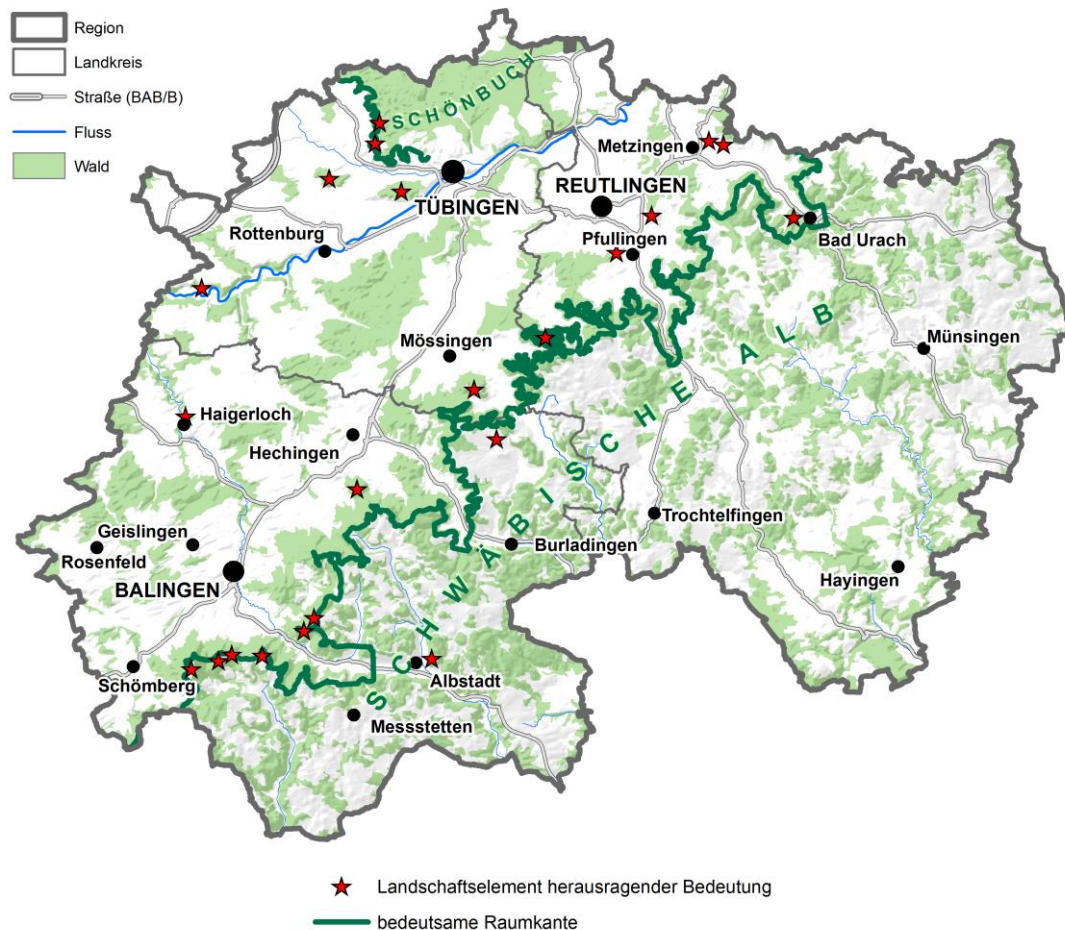 Region
Landkreis
Straße (BAB/B)
Fluss
Wald
SCHÖNBUCH
Metzingen
REUTLINGEN
TÜBINGEN
Rottenburg
Pfullingen
Bad Urach
Mössingen
Münsingen
Haigerloch
Hechingen
SCHWÄBISCHE ALB
Trochtelfingen
Geislingen
Rosenfeld
Burladingen
Hayingen
BALINGEN
Schömberg
Albstadt
Messstetten
Landschaftselement herausragender Bedeutung
bedeutsame Raumkante